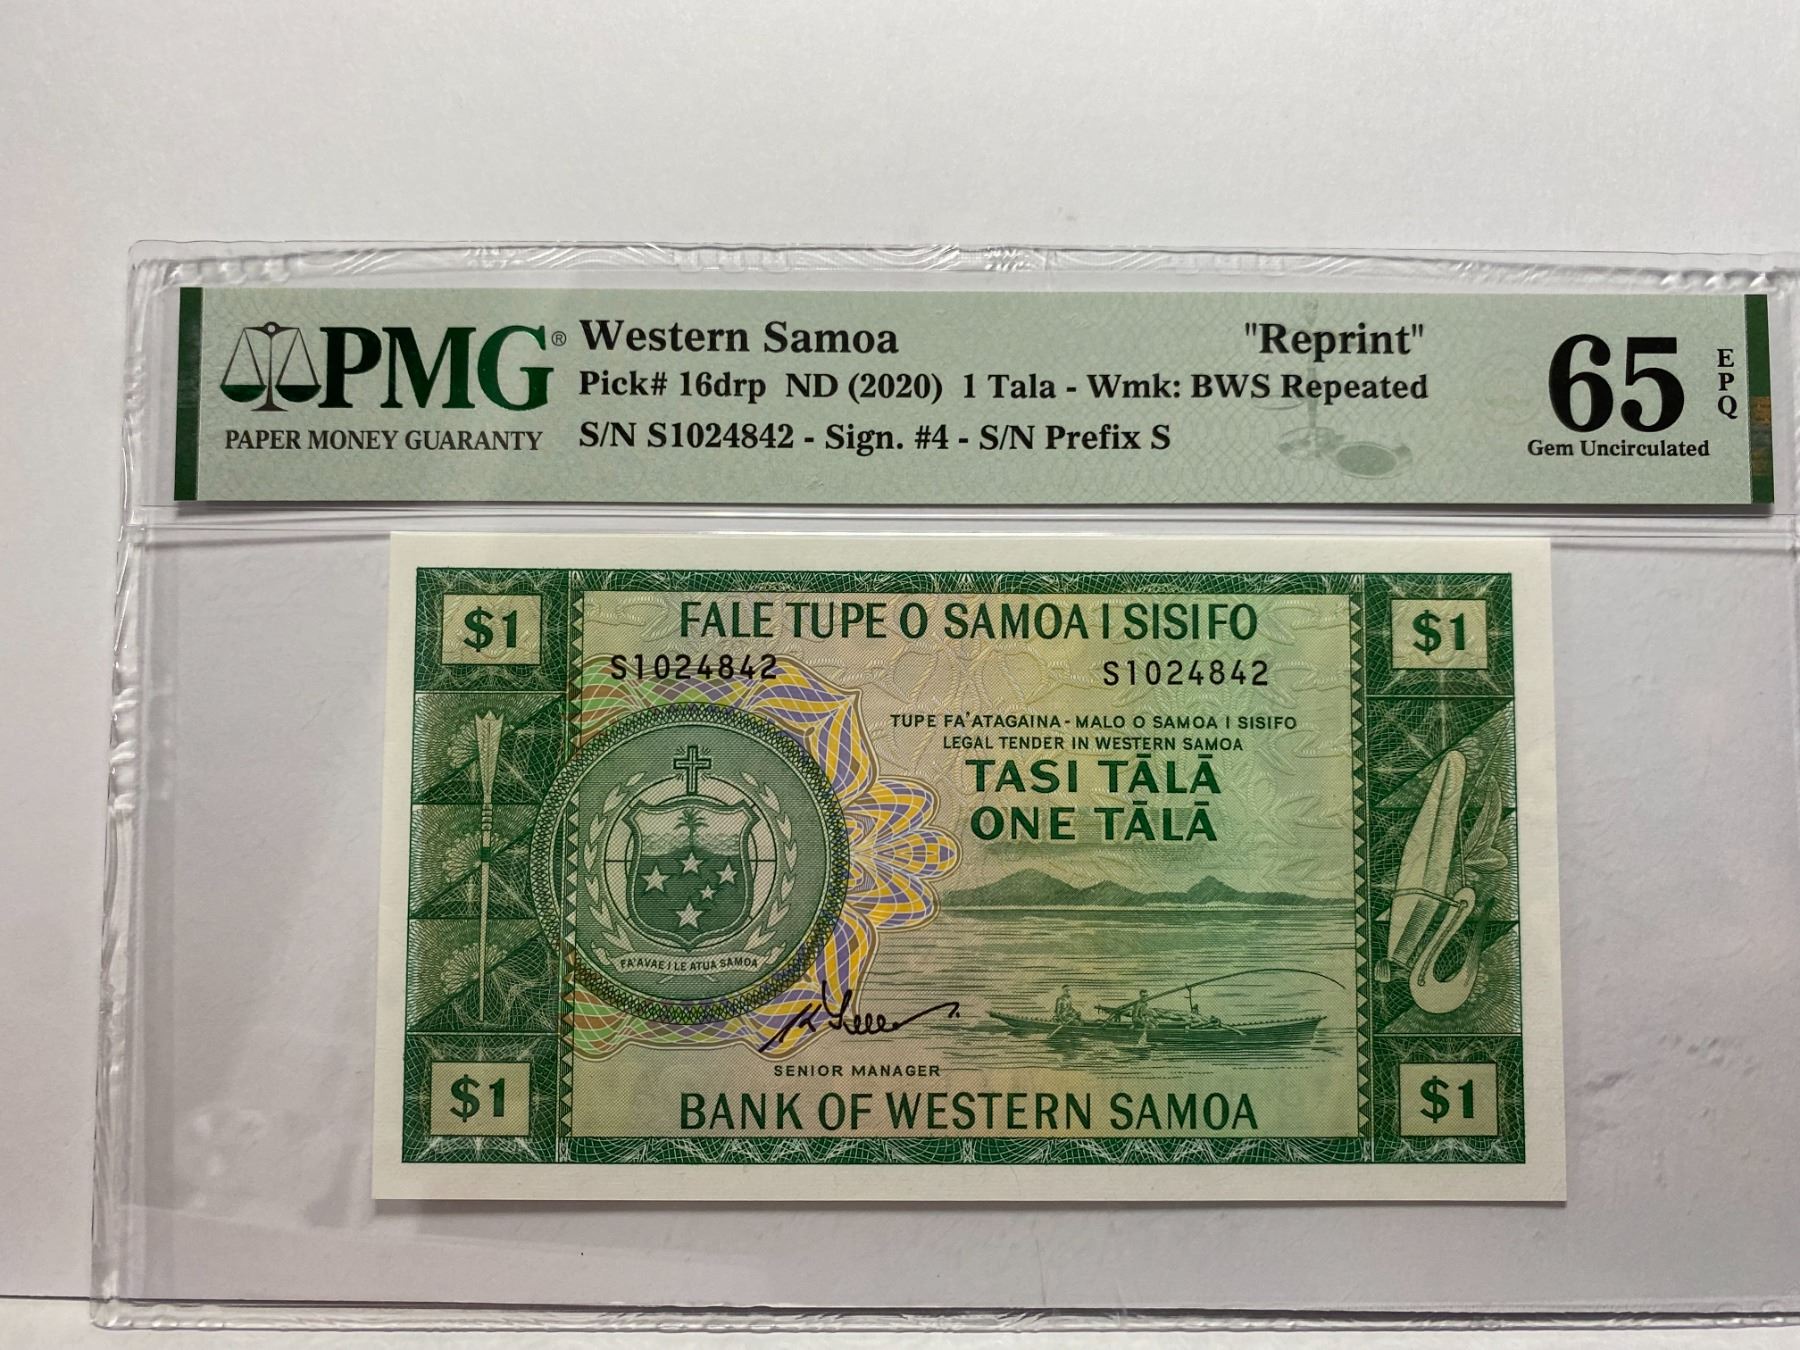 PMG®
PAPER MONEY GUARANTY
Western Samoa "Reprint"
Pick# 16drp ND (2020) 1 Tala - Wmk: BWS Repeated
S/N S1024842 - Sign. #4 - S/N Prefix S
65
EPQ
Gem Uncirculated
$1 FALE TUPE O SAMOA I SISIFO $1
S1024842 S1024842
TUPE FA'ATAGAINA - MALO O SAMOA I SISIFO
LEGAL TENDER IN WESTERN SAMOA
TASI TĀLĀ
ONE TĀLĀ
FA'AVAE I LE ATUA SAMOA
SENIOR MANAGER
$1 BANK OF WESTERN SAMOA $1